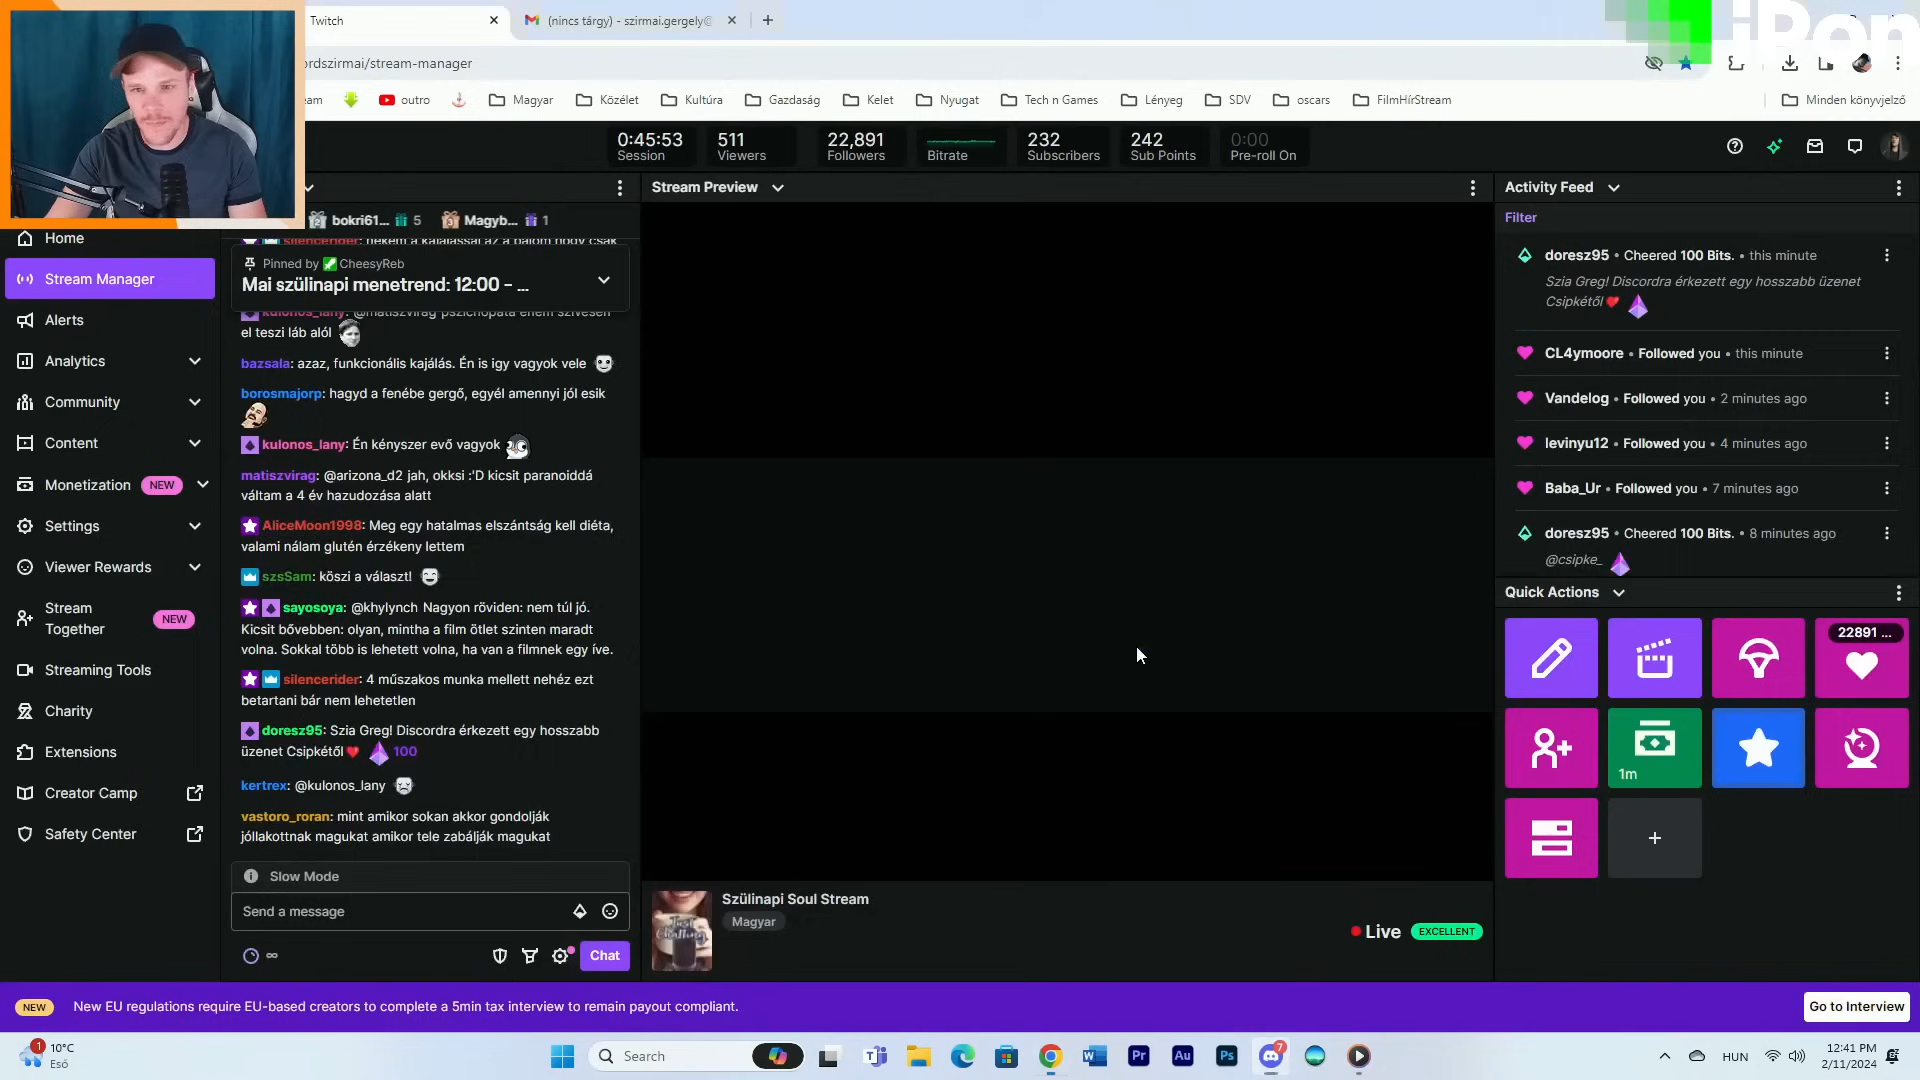 Twitch
(nincs tárgy) - szirmai.gergely@
iPon
ordszirmai/stream-manager
outro
Magyar
Közélet
Kultúra
Gazdaság
Kelet
Nyugat
Tech n Games
Lényeg
SDV
oscars
FilmHírStream
Minden könyvjelző
0:45:53
Session
511
Viewers
22,891
Followers
Bitrate
232
Subscribers
242
Sub Points
0:00
Pre-roll On
Stream Preview
Activity Feed
bokri61... 5
Magyb... 1
Filter
Home
Stream Manager
Alerts
Analytics
Community
Content
Monetization NEW
Settings
Viewer Rewards
Stream Together NEW
Streaming Tools
Charity
Extensions
Creator Camp
Safety Center
Pinned by CheesyReb
Mai szülinapi menetrend: 12:00 - ...
el teszi láb alól
bazsala: azaz, funkcionális kajálás. Én is igy vagyok vele
borosmajorp: hagyd a fenébe gergő, egyél amennyi jól esik
kulonos_lany: Én kényszer evő vagyok
matiszvirag: @arizona_d2 jah, okksi :'D kicsit paranoiddá
váltam a 4 év hazudozása alatt
AliceMoon1998: Meg egy hatalmas elszántság kell diéta,
valami nálam glutén érzékeny lettem
szsSam: köszi a választ!
sayosoya: @khylynch Nagyon röviden: nem túl jó.
Kicsit bővebben: olyan, mintha a film ötlet szinten maradt
volna. Sokkal több is lehetett volna, ha van a filmnek egy íve.
silencerider: 4 műszakos munka mellett nehéz ezt
betartani bár nem lehetetlen
doresz95: Szia Greg! Discordra érkezett egy hosszabb
üzenet Csipkétől 100
kertrex: @kulonos_lany
vastoro_roran: mint amikor sokan akkor gondolják
jóllakottnak magukat amikor tele zabálják magukat
Slow Mode
Send a message
Chat
Szülinapi Soul Stream
Magyar
Just Chatting
Live EXCELLENT
doresz95 • Cheered 100 Bits. • this minute
Szia Greg! Discordra érkezett egy hosszabb üzenet
Csipkétől
CL4ymoore • Followed you • this minute
Vandelog • Followed you • 2 minutes ago
levinyu12 • Followed you • 4 minutes ago
Baba_Ur • Followed you • 7 minutes ago
doresz95 • Cheered 100 Bits. • 8 minutes ago
@csipke_
Quick Actions
22891 ...
1m
NEW New EU regulations require EU-based creators to complete a 5min tax interview to remain payout compliant.
Go to Interview
1
10°C
Eső
Search
W
Pr
Au
Ps
7
HUN
12:41 PM
2/11/2024